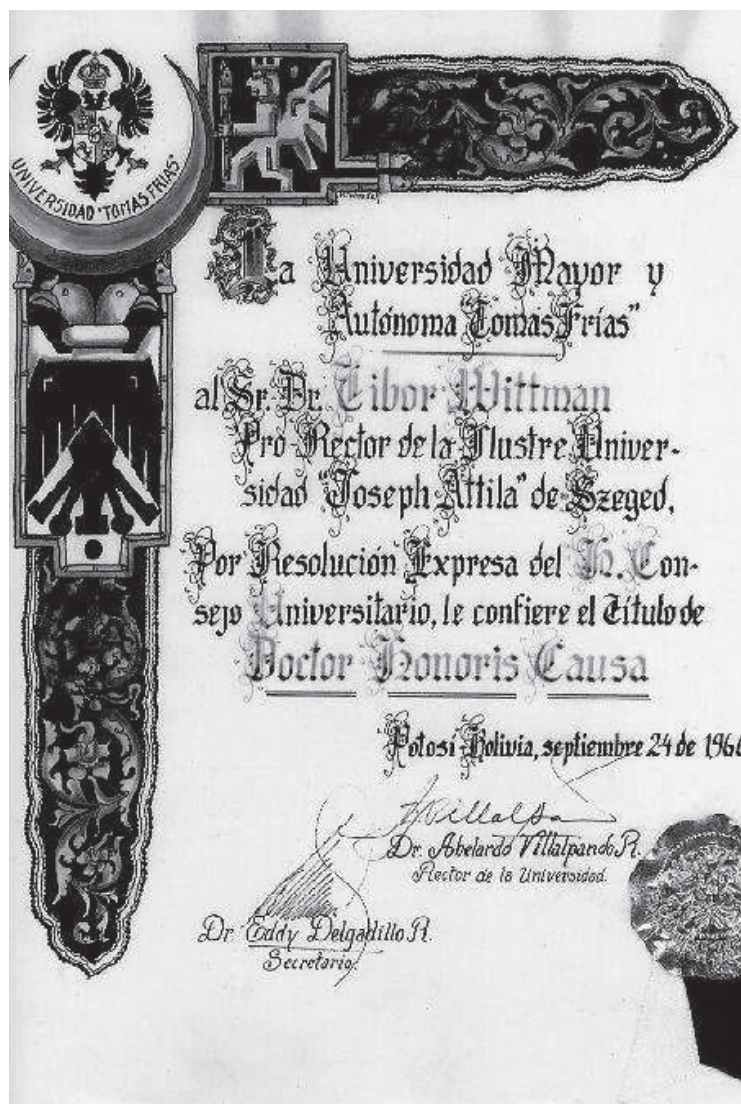 UNIVERSIDAD "TOMAS FRIAS"
La Universidad Mayor y
Autónoma "Tomas Frías"
al Sr. Dr. Tibor Wittman
Pro-Rector de la Ilustre Univer-
sidad "Joseph Attila" de Szeged,
Por Resolución Expresa del H. Con-
sejo Universitario, le confiere el Título de
Doctor Honoris Causa
Potosí-Bolivia, septiembre 24 de
Dr. Abelardo Villalpando R.
Rector de la Universidad.
Dr. Eddy Delgadillo R.
Secretario.